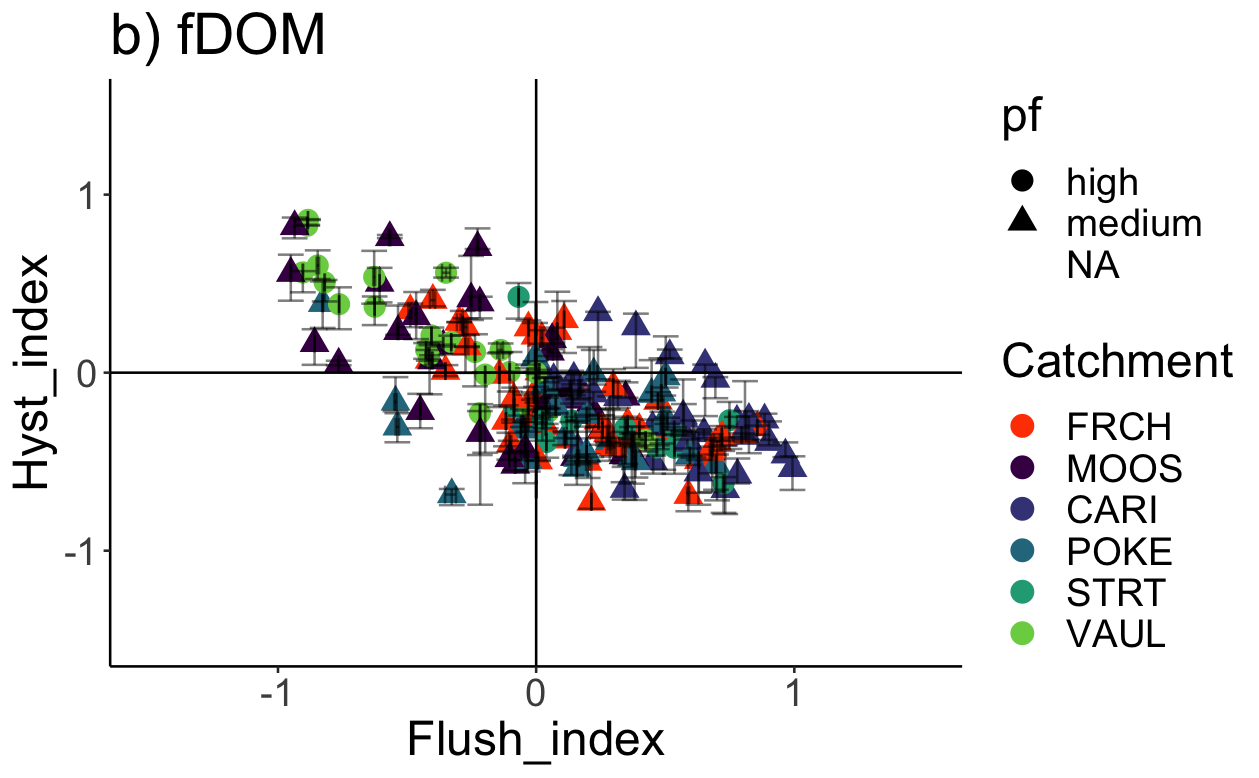 b) fDOM
Hyst_index
1
0
-1
-1
0
1
Flush_index
pf
high
medium
NA
Catchment
FRCH
MOOS
CARI
POKE
STRT
VAUL